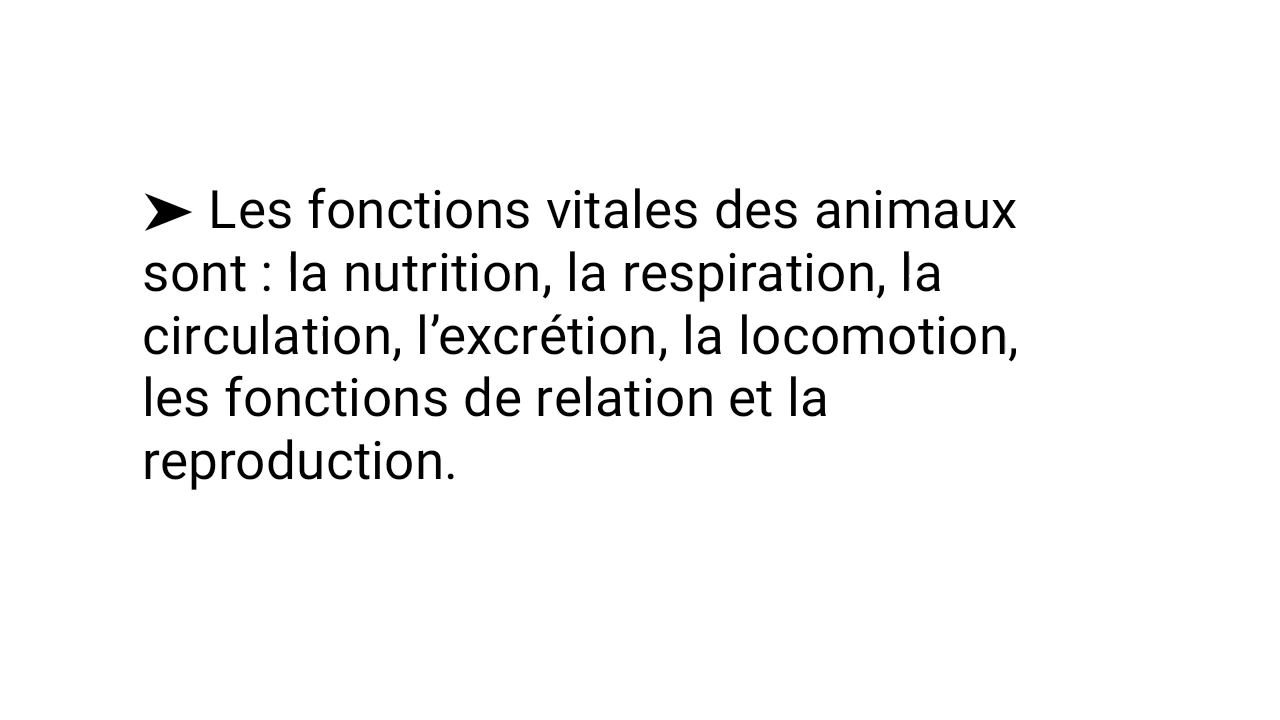 ➤ Les fonctions vitales des animaux
sont : la nutrition, la respiration, la
circulation, l’excrétion, la locomotion,
les fonctions de relation et la
reproduction.